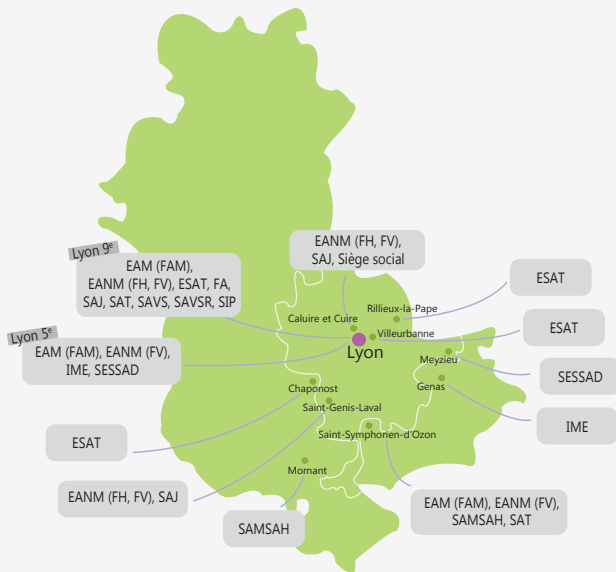 Lyon 9e
EAM (FAM),
EANM (FH, FV), ESAT, FA,
SAJ, SAT, SAVS, SAVSR, SIP
EANM (FH, FV),
SAJ, Siège social
ESAT
Rillieux-la-Pape
Caluire et Cuire
Villeurbanne
ESAT
Lyon 5e
EAM (FAM), EANM (FV),
IME, SESSAD
Lyon
Meyzieu
SESSAD
Genas
Chaponost
Saint-Genis-Laval
IME
Saint-Symphorien-d'Ozon
ESAT
Momant
EANM (FH, FV), SAJ
EAM (FAM), EANM (FV),
SAMSAH, SAT
SAMSAH